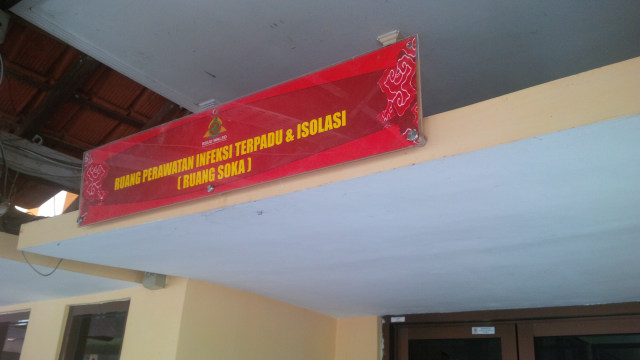 RUANG PERAWATAN INFEKSI TERPADU & ISOLASI
( RUANG SOKA )